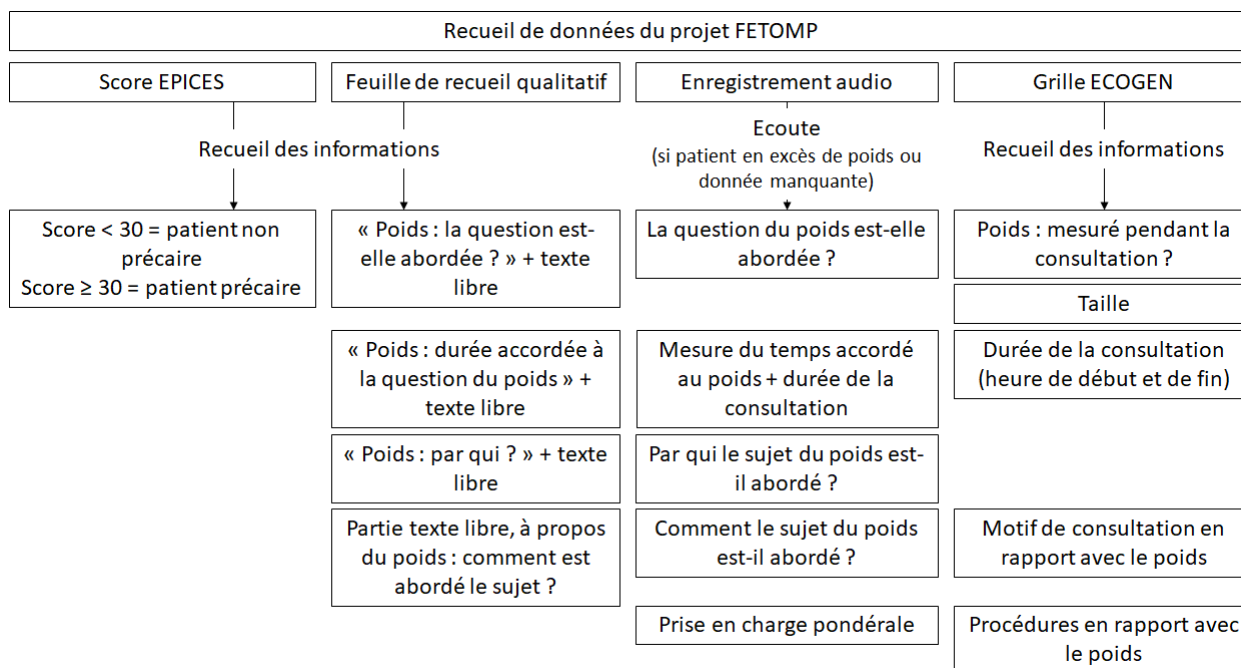 Recueil de données du projet FETOMP
Score EPICES
Feuille de recueil qualitatif
Enregistrement audio
Grille ECOGEN
Recueil des informations
Ecoute
(si patient en excès de poids ou
donnée manquante)
Recueil des informations
Score < 30 = patient non
précaire
Score ≥ 30 = patient précaire
« Poids : la question est-
elle abordée ? » + texte
libre
La question du poids est-elle
abordée ?
Poids : mesuré pendant la
consultation ?
Taille
« Poids : durée accordée à
la question du poids » +
texte libre
Mesure du temps accordé
au poids + durée de la
consultation
Durée de la consultation
(heure de début et de fin)
« Poids : par qui ? » + texte
libre
Par qui le sujet du poids est-
il abordé ?
Partie texte libre, à propos
du poids : comment est
abordé le sujet ?
Comment le sujet du poids
est-il abordé ?
Motif de consultation en
rapport avec le poids
Prise en charge pondérale
Procédures en rapport avec
le poids